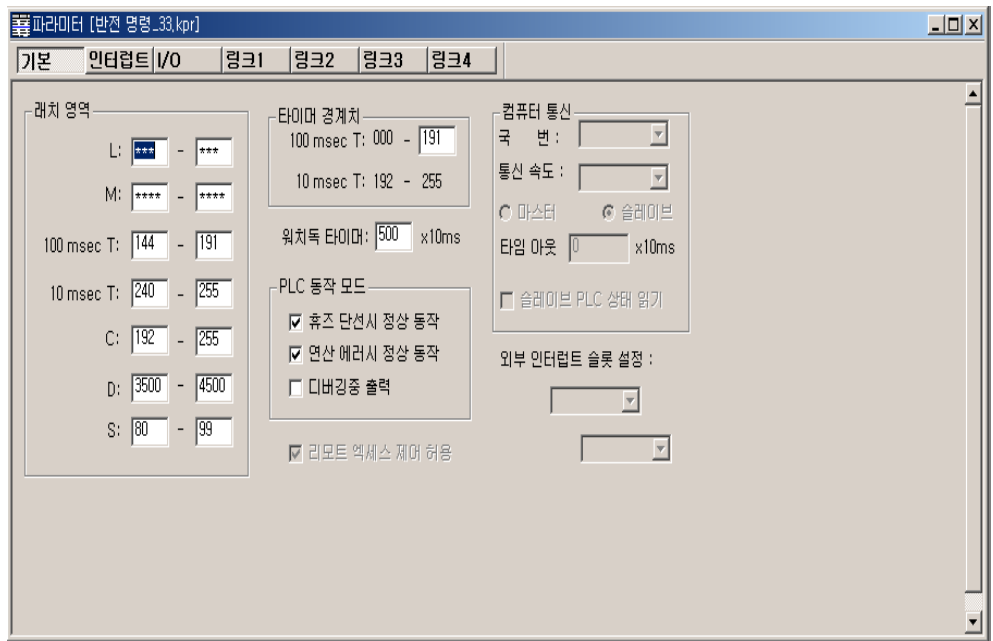 파라미터 [반전 명령_33,kpr]
기본 인터럽트 I/O 링크1 링크2 링크3 링크4
래치 영역
L: *** - ***
M: **** - ****
100 msec T: 144 - 191
10 msec T: 240 - 255
C: 192 - 255
D: 3500 - 4500
S: 80 - 99
타이머 경계치
100 msec T: 000 - 191
10 msec T: 192 - 255
워치독 타이머: 500 x10ms
PLC 동작 모드
휴즈 단선시 정상 동작
연산 에러시 정상 동작
디버깅중 출력
리모트 엑세스 제어 허용
컴퓨터 통신
국 번 :
통신 속도 :
마스터 슬레이브
타임 아웃 0 x10ms
슬레이브 PLC 상태 읽기
외부 인터럽트 슬롯 설정 :